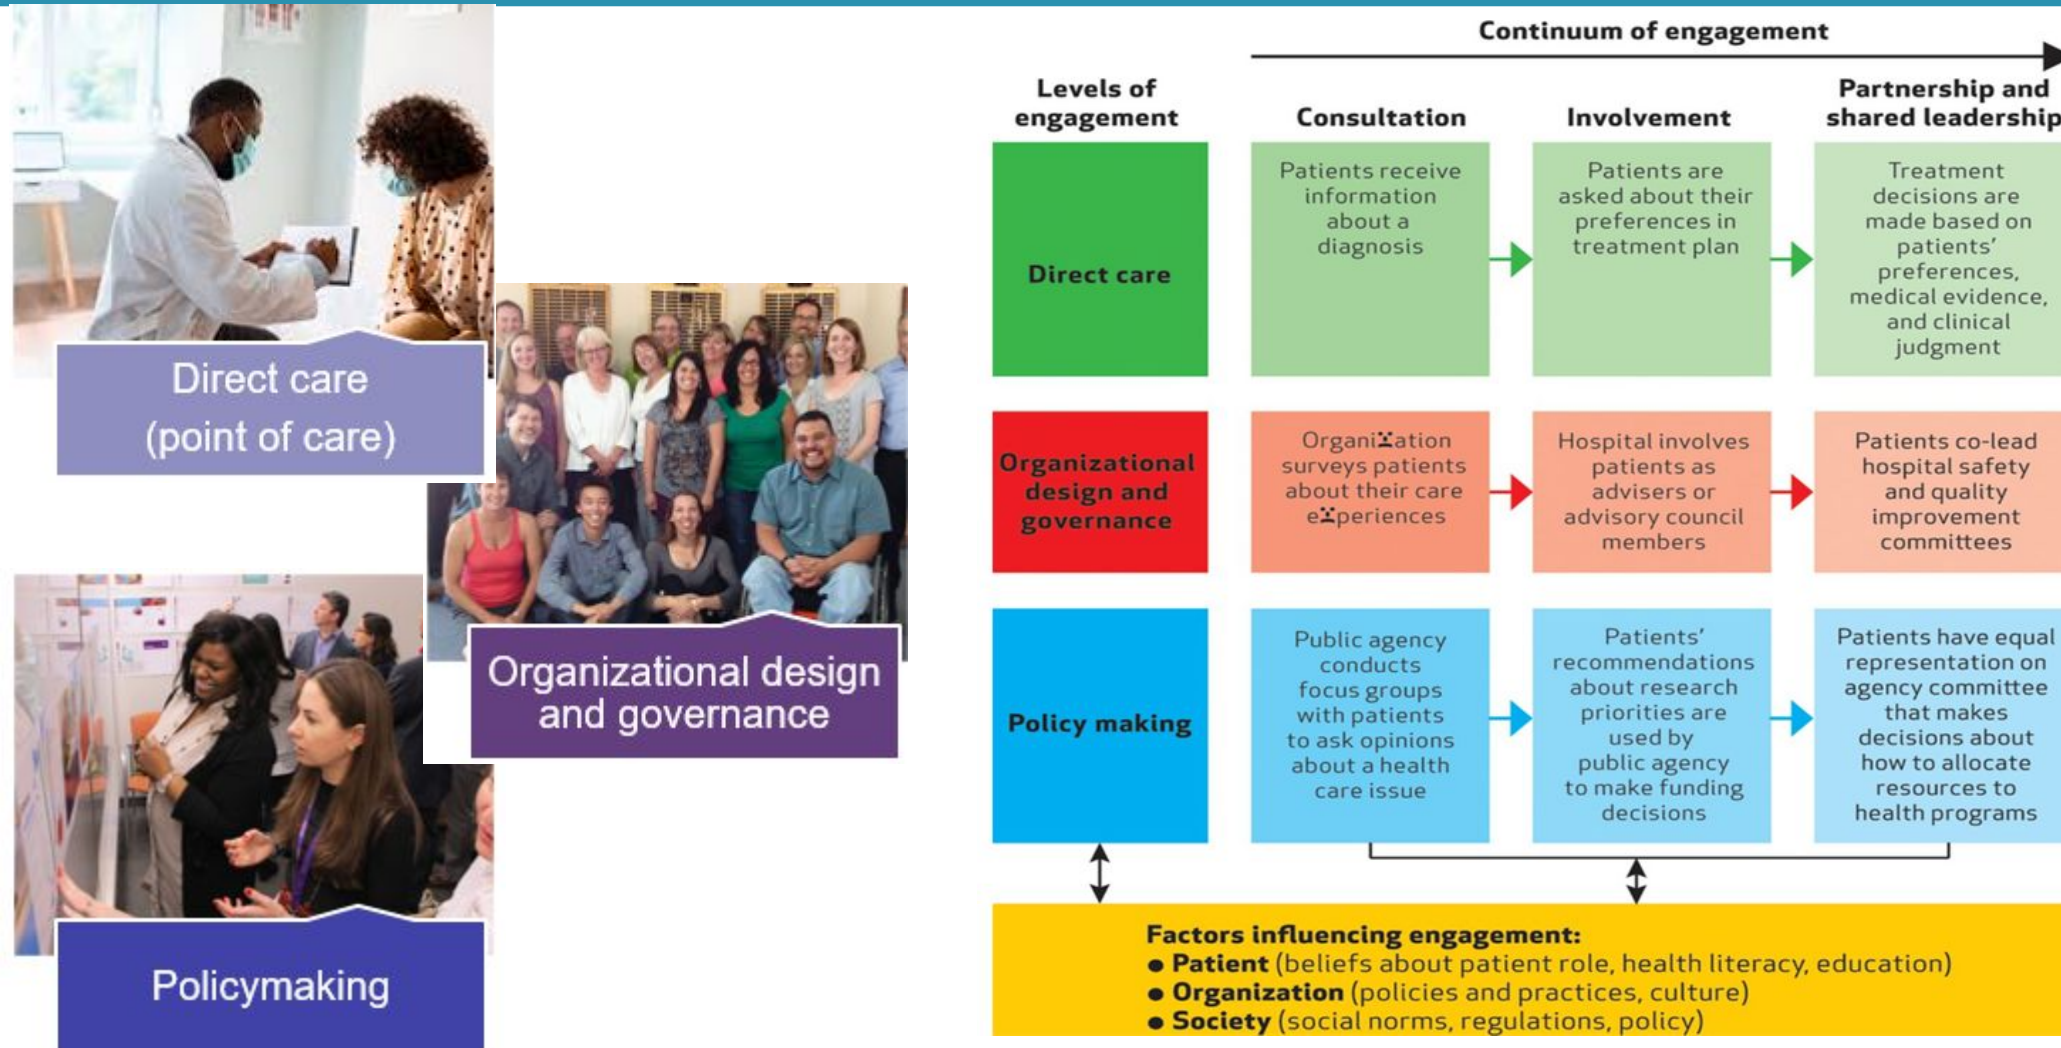 Direct care
(point of care)
Organizational design
and governance
Policymaking
Continuum of engagement
Levels of
engagement
Consultation
Involvement
Partnership and
shared leadership
Direct care
Patients receive
information
about a
diagnosis
Patients are
asked about their
preferences in
treatment plan
Treatment
decisions are
made based on
patients’
preferences,
medical evidence,
and clinical
judgment
Organizational
design and
governance
surveys patients
about their care
Hospital involves
patients as
advisers or
advisory council
members
Patients co-lead
hospital safety
and quality
improvement
committees
Policy making
Public agency
conducts
focus groups
with patients
to ask opinions
about a health
care issue
Patients’
recommendations
about research
priorities are
used by
public agency
to make funding
decisions
Patients have equal
representation on
agency committee
that makes
decisions about
how to allocate
resources to
health programs
Factors influencing engagement:
● Patient (beliefs about patient role, health literacy, education)
● Organization (policies and practices, culture)
● Society (social norms, regulations, policy)